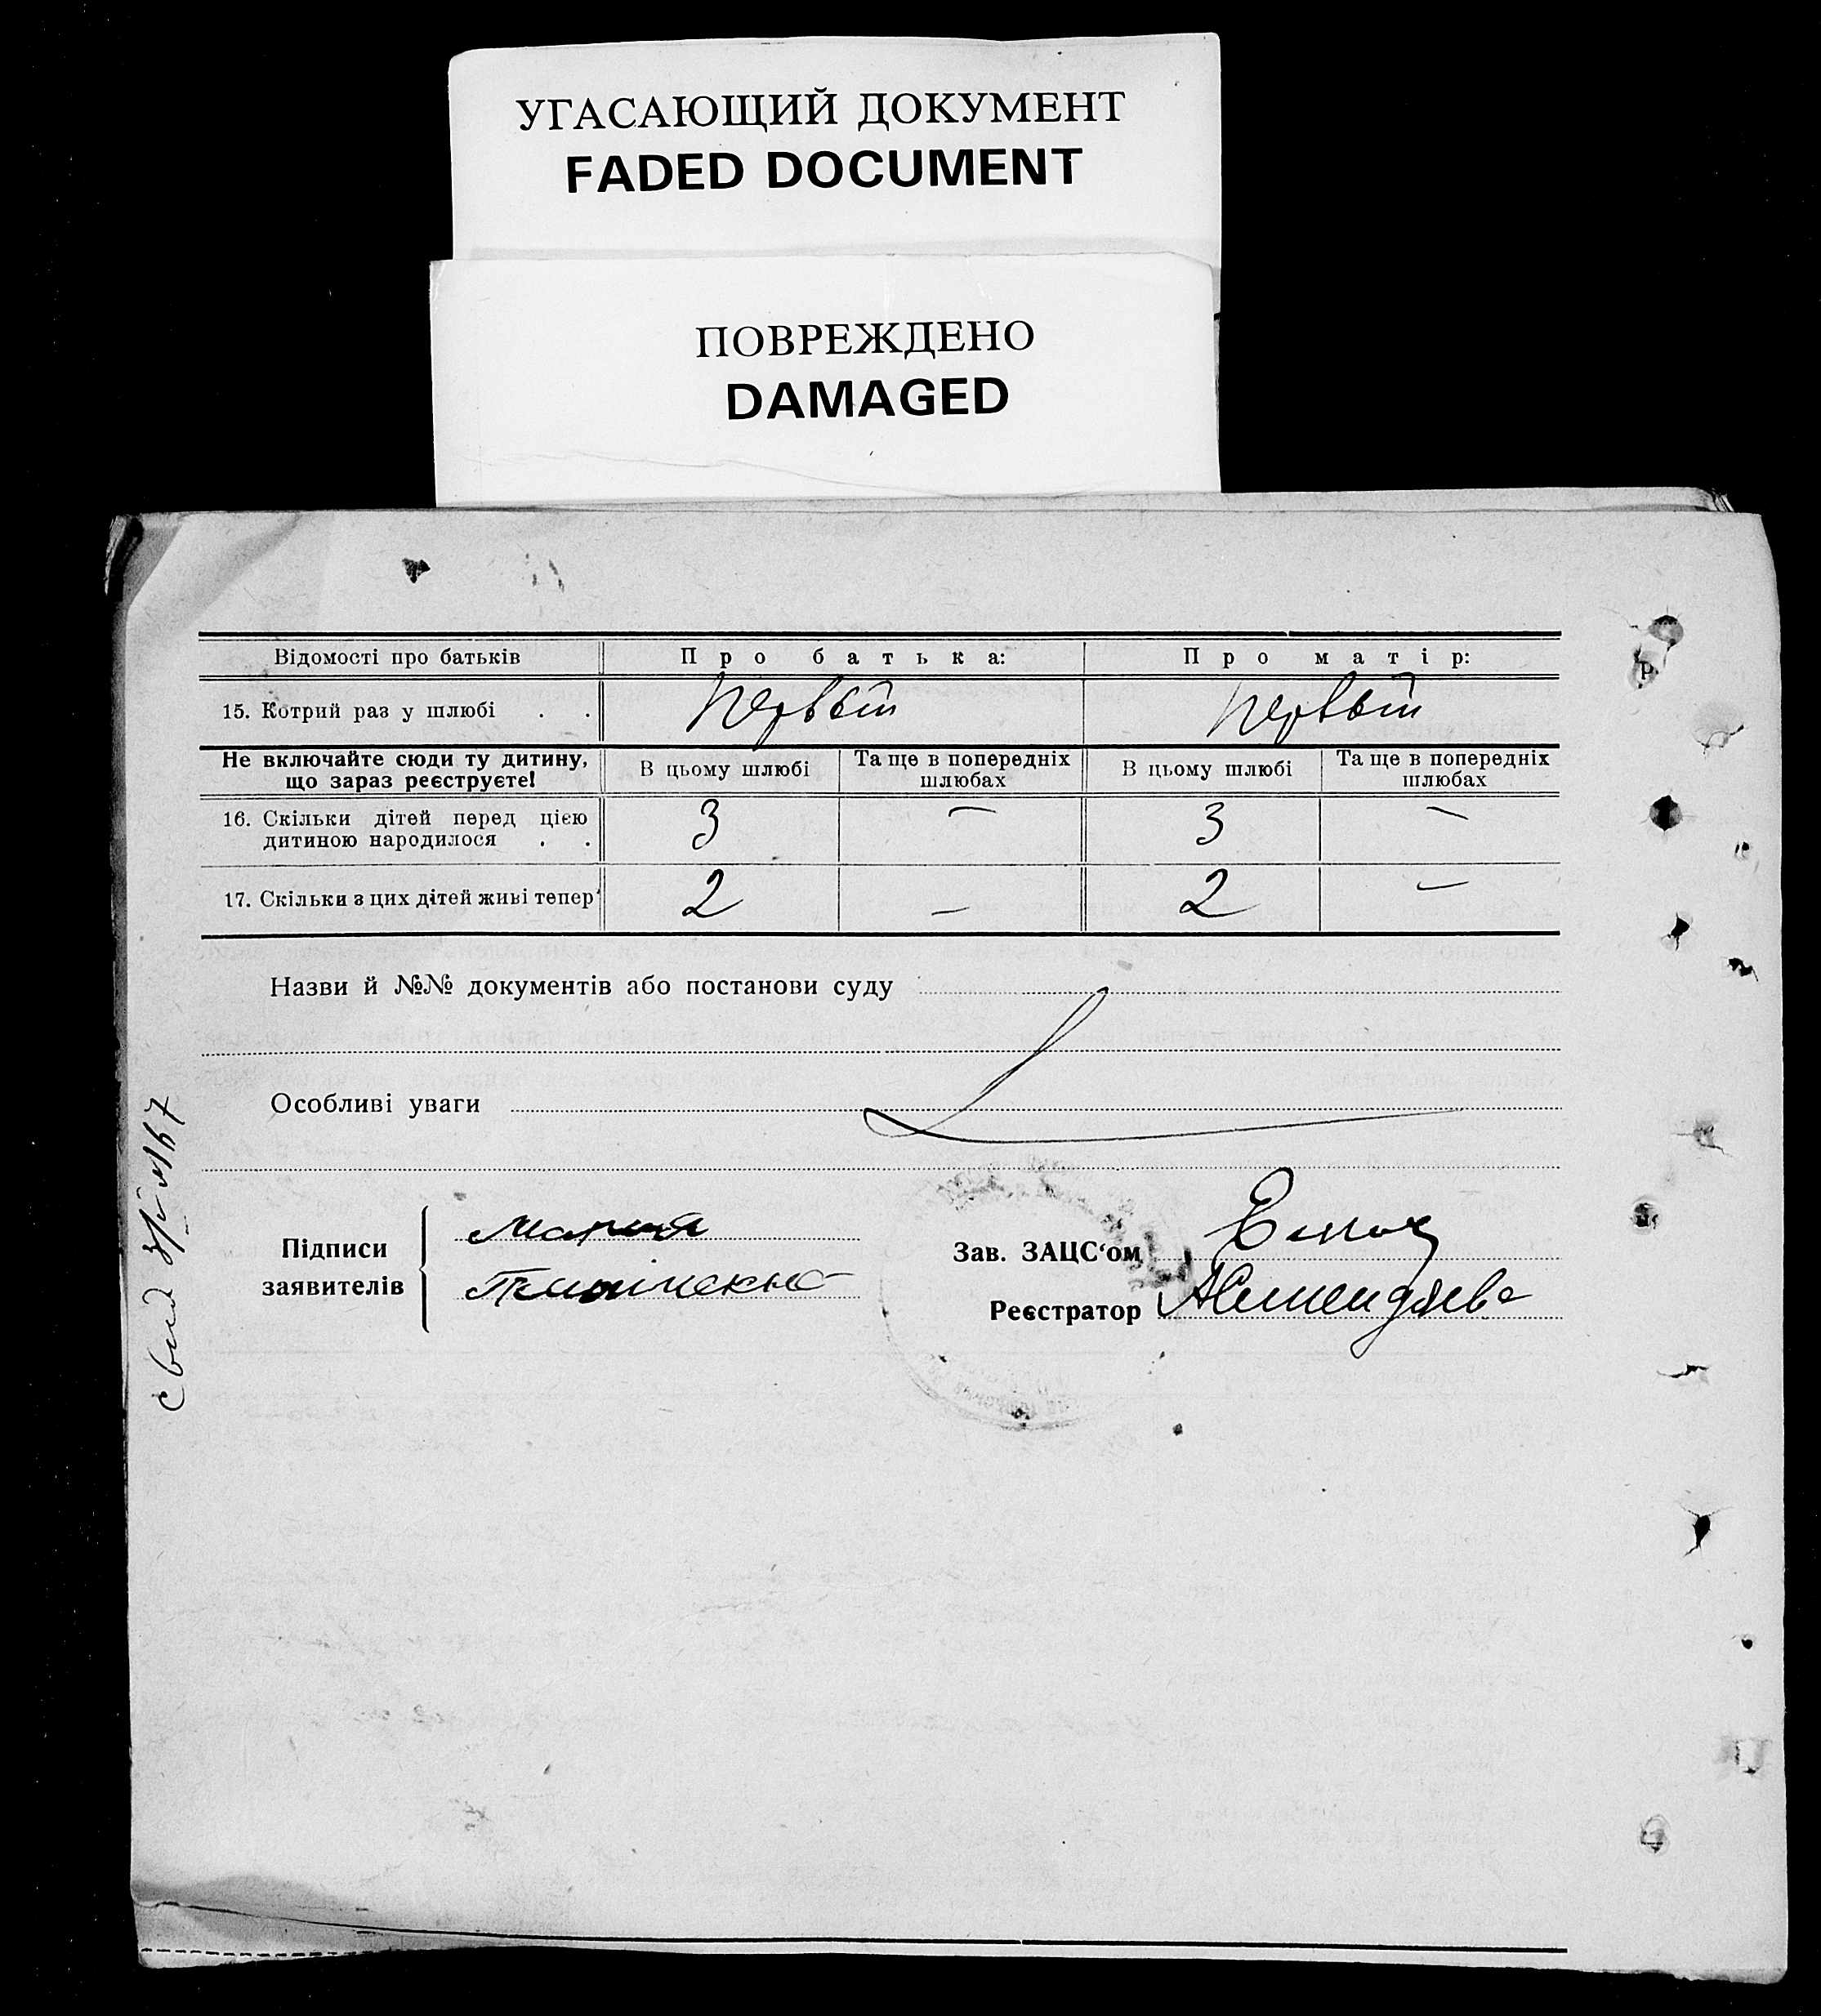 УГАСАЮЩИЙ ДОКУМЕНТ
FADED DOCUMENT
ПОВРЕЖДЕНО
DAMAGED
Відомості про батьків Про батька: Про матір:
15. Котрий раз у шлюбі . . первый первый
Не включайте сюди ту дитину, що зараз реєструєте!
В цьому шлюбі Та ще в попередніх шлюбах В цьому шлюбі Та ще в попередніх шлюбах
16. Скільки дітей перед цією
дитиною народилося . . 3 — 3 —
17. Скільки з цих дітей живі тепер 2 — 2 —
Назви й №№ документів або постанови суду
Особливі уваги
Підписи
заявителів
Мария
Зав. ЗАЦС‘ом
Реєстратор